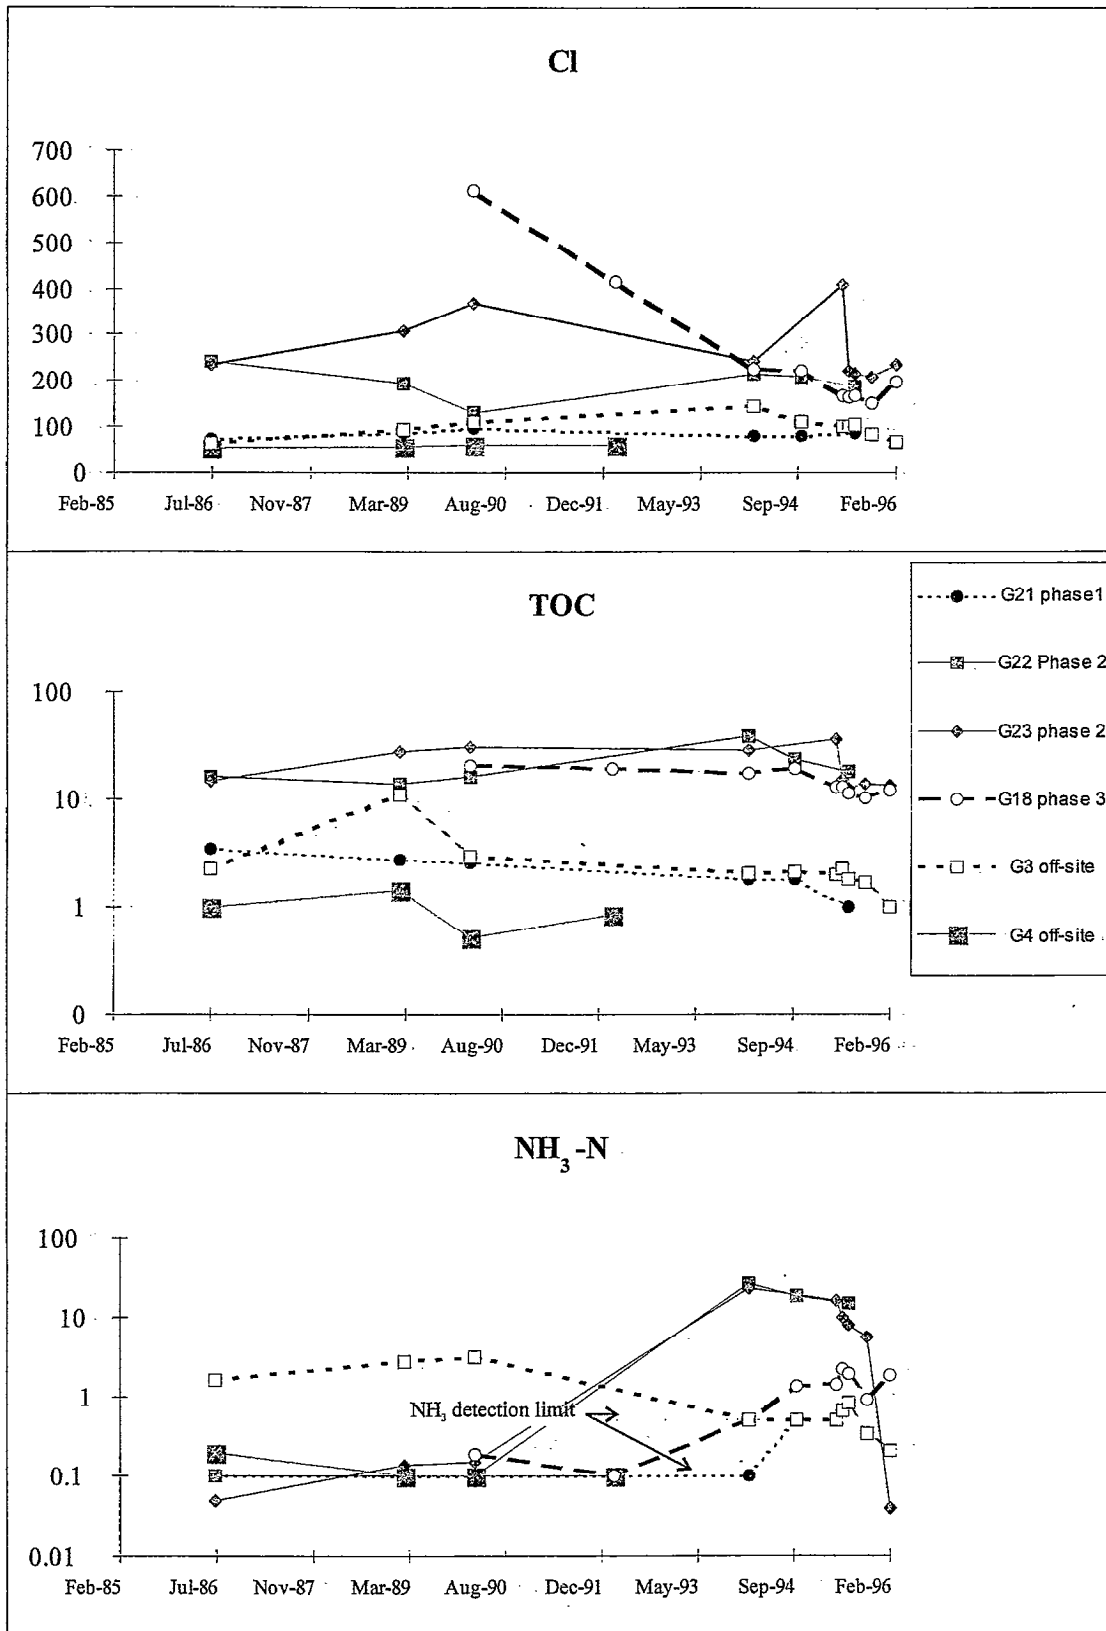 Cl
700
600
500
400
300
200
100
0
Feb-85 Jul-86 Nov-87 Mar-89 Aug-90 Dec-91 May-93 Sep-94 Feb-96
TOC
100
10
1
0
Feb-85 Jul-86 Nov-87 Mar-89 Aug-90 Dec-91 May-93 Sep-94 Feb-96
G21 phase1
G22 Phase 2
G23 phase 2
G18 phase 3
G3 off-site
G4 off-site
NH₃ -N
100
10
1
0.1
0.01
NH₃ detection limit
Feb-85 Jul-86 Nov-87 Mar-89 Aug-90 Dec-91 May-93 Sep-94 Feb-96